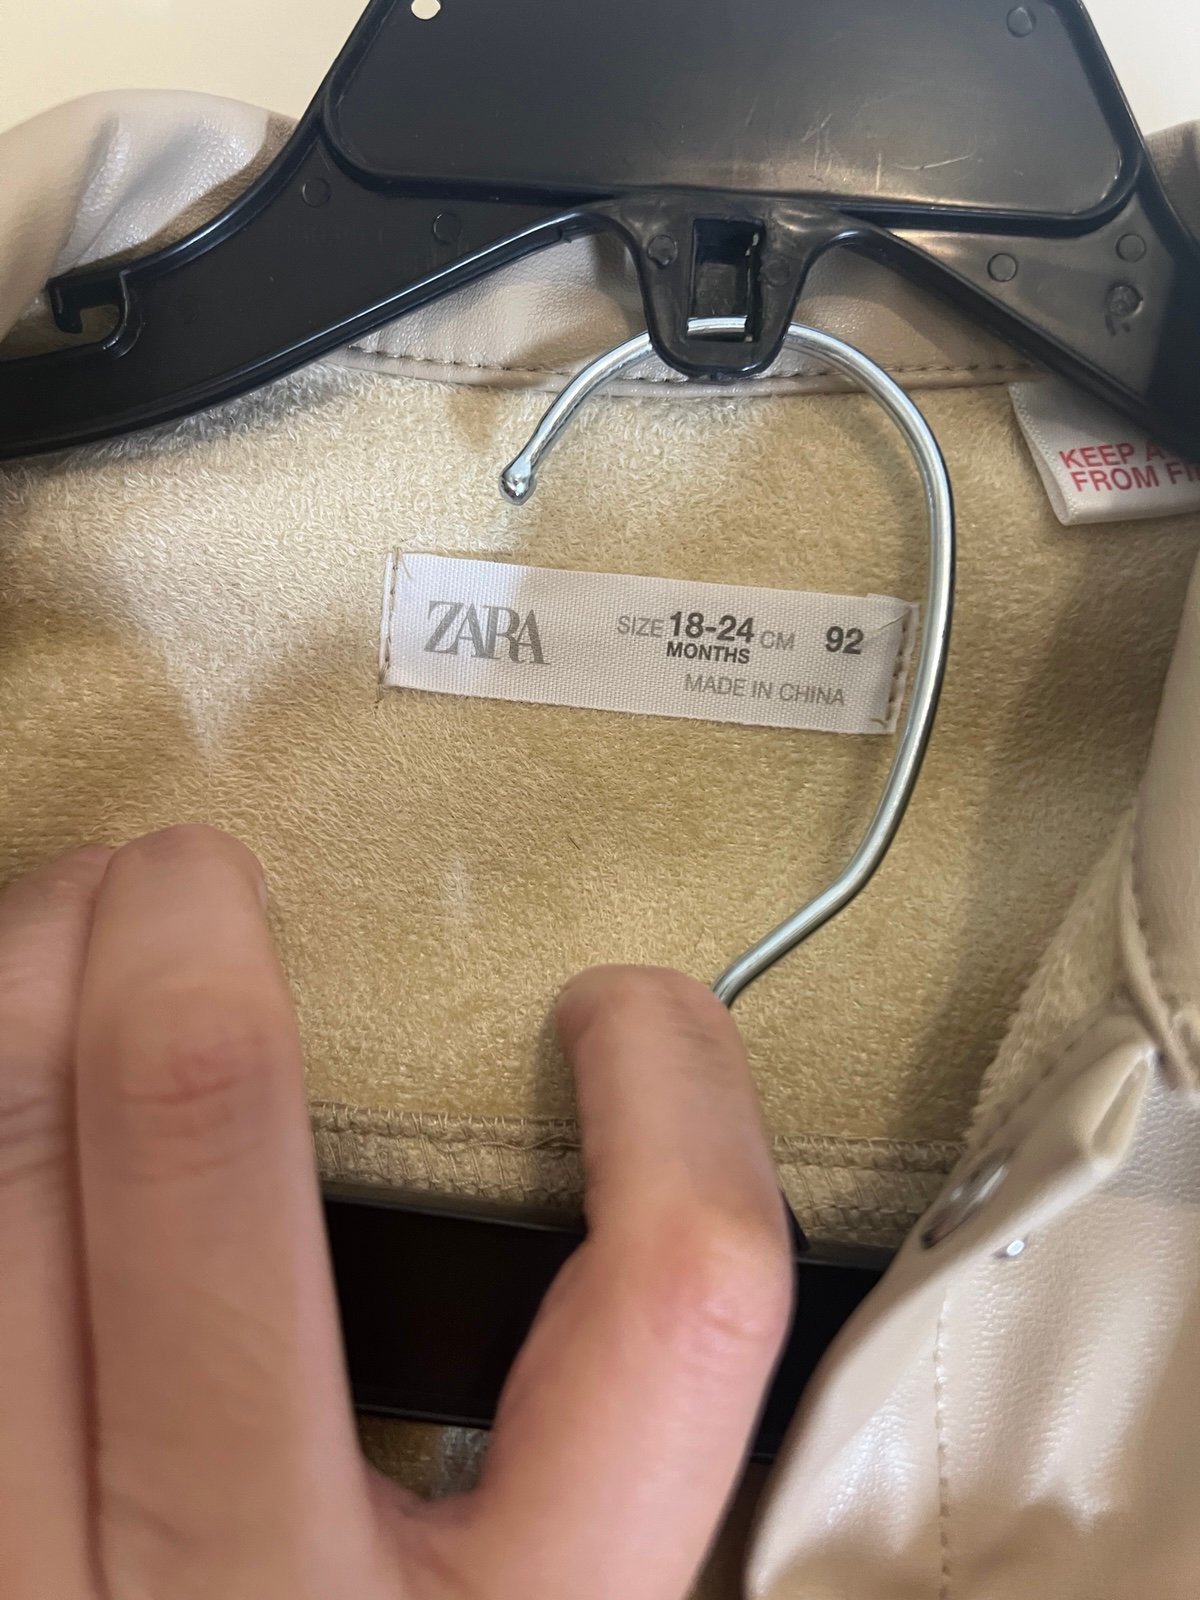 KEEP
FROM
ZARA
SIZE 18-24 CM 92
MONTHS
MADE IN CHINA